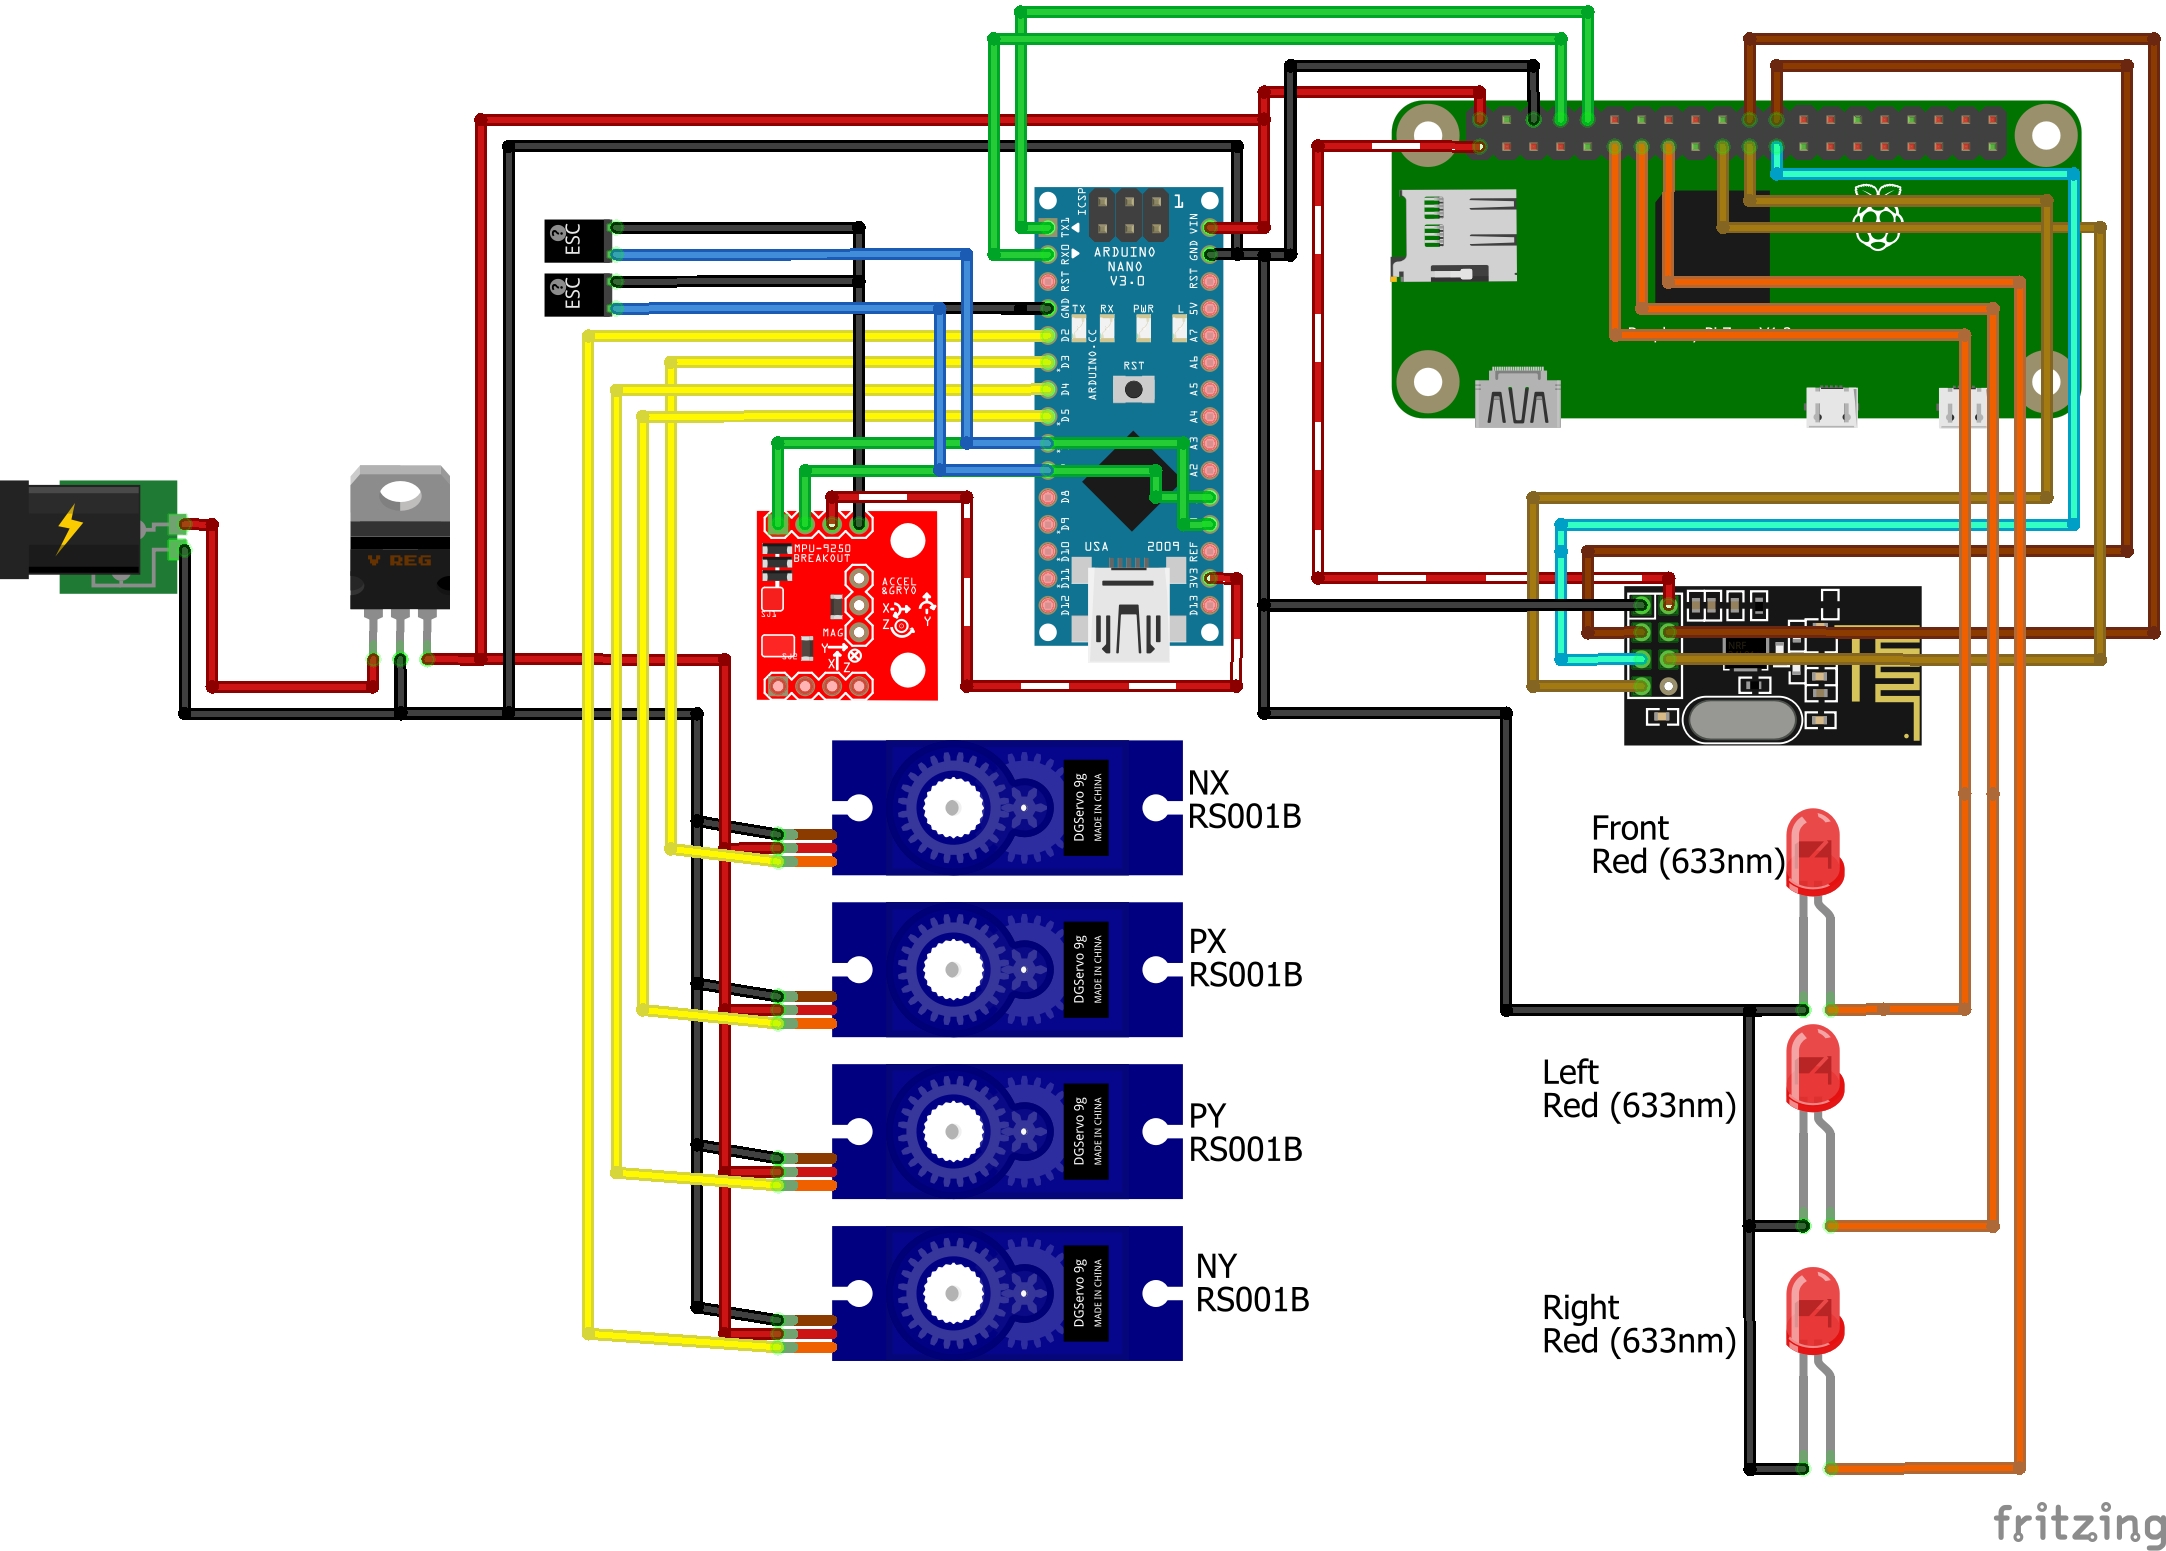 ICSP
1
TX1
VIN
RX0
GND
ARDUINO
NANO
V3.0
RST
RST
GND
5V
TX
RX
PWR
L
D2
A7
D3
A6
RST
D4
A5
ARDUINO.CC
D5
A4
A3
A2
D8
D9
D10
REF
D11
3V3
D12
D13
USA
2009
ESC
ESC
V REG
MPU-9250
BREAKOUT
ACCEL
&GRYO
X
Y
Z
SJ1
MAG
Y
X
Z
SJ2
NRF
DGServo 9g
MADE IN CHINA
NX
RS001B
DGServo 9g
MADE IN CHINA
PX
RS001B
DGServo 9g
MADE IN CHINA
PY
RS001B
DGServo 9g
MADE IN CHINA
NY
RS001B
Front
Red (633nm)
Left
Red (633nm)
Right
Red (633nm)
fritzing